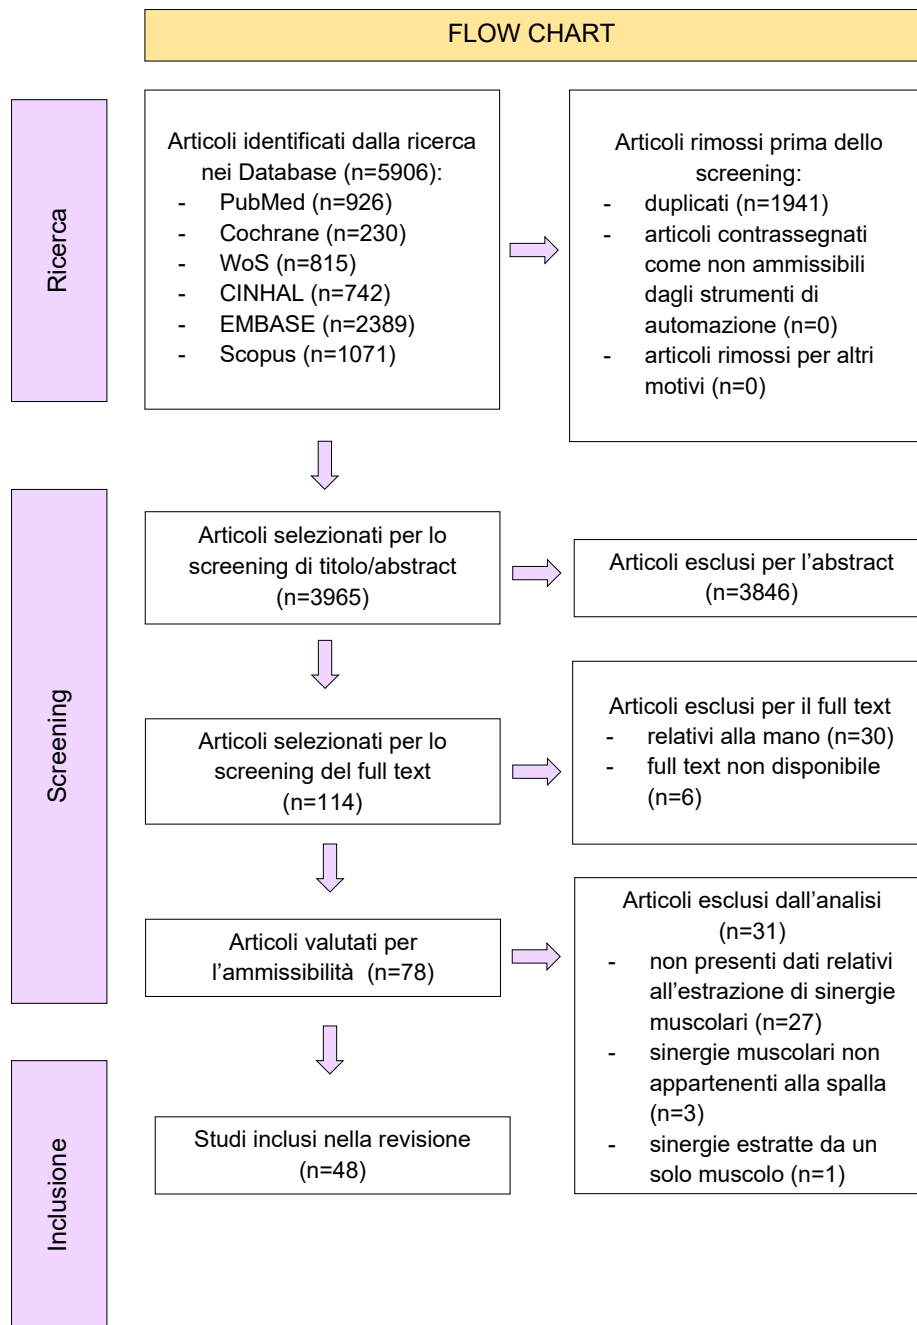 FLOW CHART
Ricerca
Articoli identificati dalla ricerca
nei Database (n=5906):
- PubMed (n=926)
- Cochrane (n=230)
- WoS (n=815)
- CINHAL (n=742)
- EMBASE (n=2389)
- Scopus (n=1071)
Articoli rimossi prima dello
screening:
- duplicati (n=1941)
- articoli contrassegnati
come non ammissibili
dagli strumenti di
automazione (n=0)
- articoli rimossi per altri
motivi (n=0)
Screening
Articoli selezionati per lo
screening di titolo/abstract
(n=3965)
Articoli esclusi per l’abstract
(n=3846)
Articoli selezionati per lo
screening del full text
(n=114)
Articoli esclusi per il full text
- relativi alla mano (n=30)
- full text non disponibile
(n=6)
Articoli valutati per
l’ammissibilità (n=78)
Articoli esclusi dall’analisi
(n=31)
- non presenti dati relativi
all’estrazione di sinergie
muscolari (n=27)
- sinergie muscolari non
appartenenti alla spalla
(n=3)
- sinergie estratte da un
solo muscolo (n=1)
Inclusione
Studi inclusi nella revisione
(n=48)